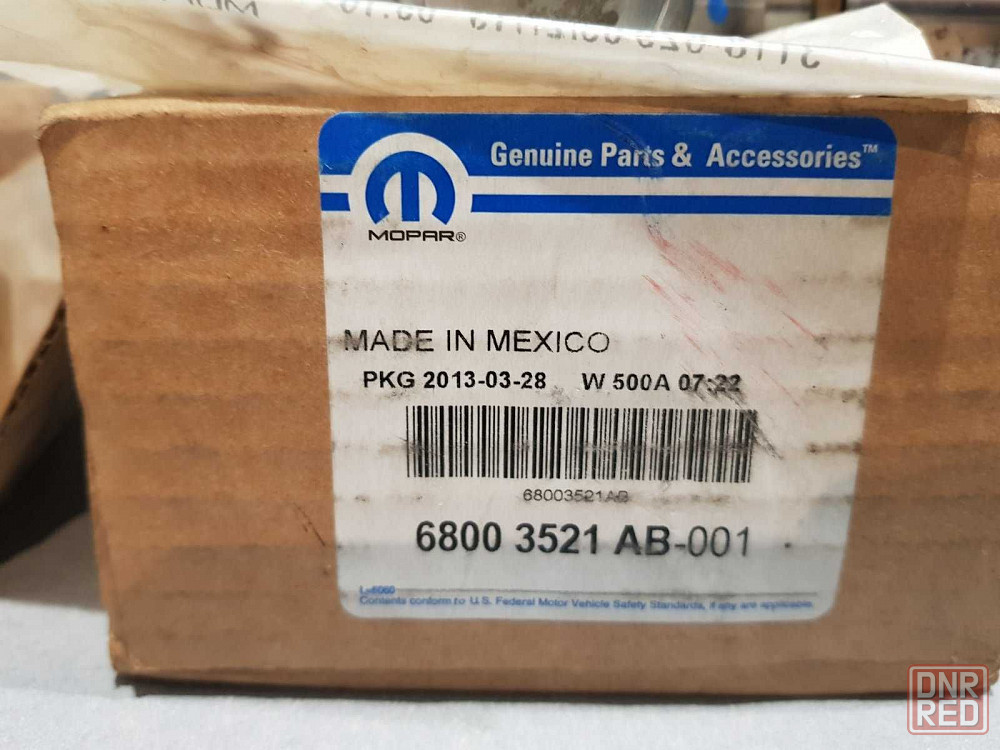 Genuine Parts & Accessories™
MOPAR®
MADE IN MEXICO
PKG 2013-03-28 W 500A 07:22
68003521AB
6800 3521 AB-001
L-6060
Contents conform to U.S. Federal Motor Vehicle Safety Standards, if any are applicable.
DNR
RED